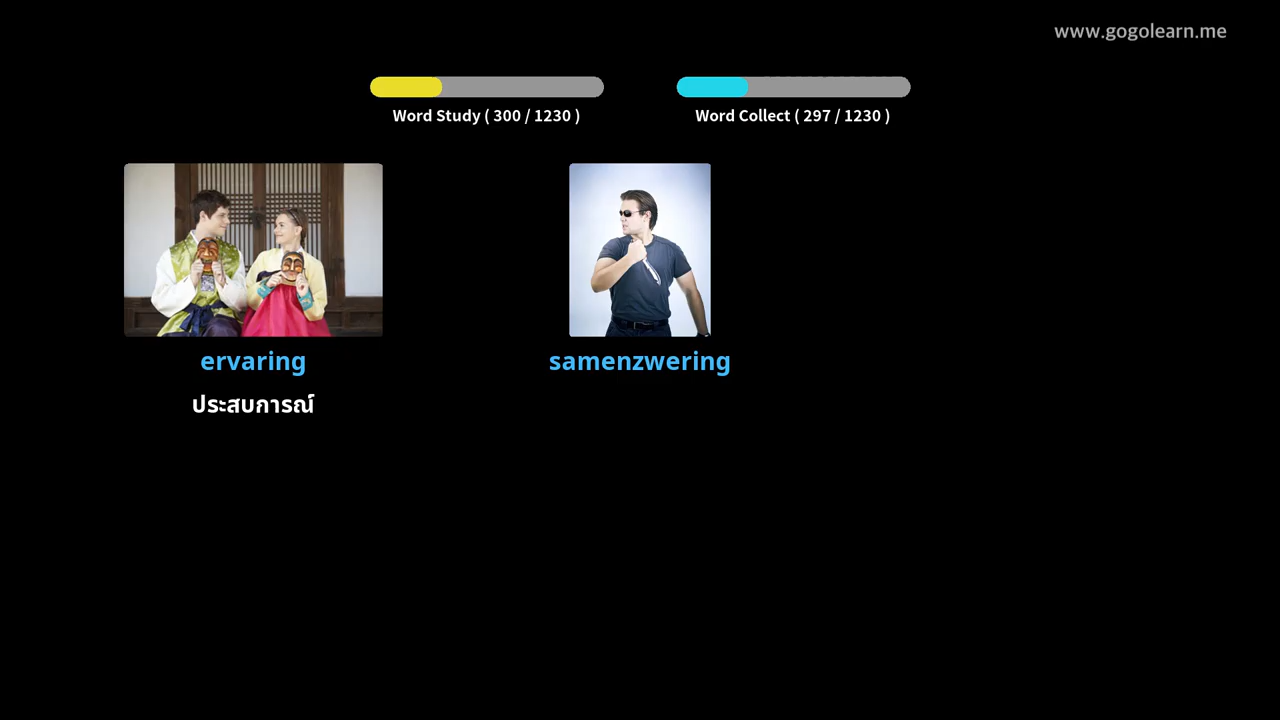 www.gogolearn.me
Word Study ( 300 / 1230 )
Word Collect ( 297 / 1230 )
ervaring
samenzwering
ประสบการณ์